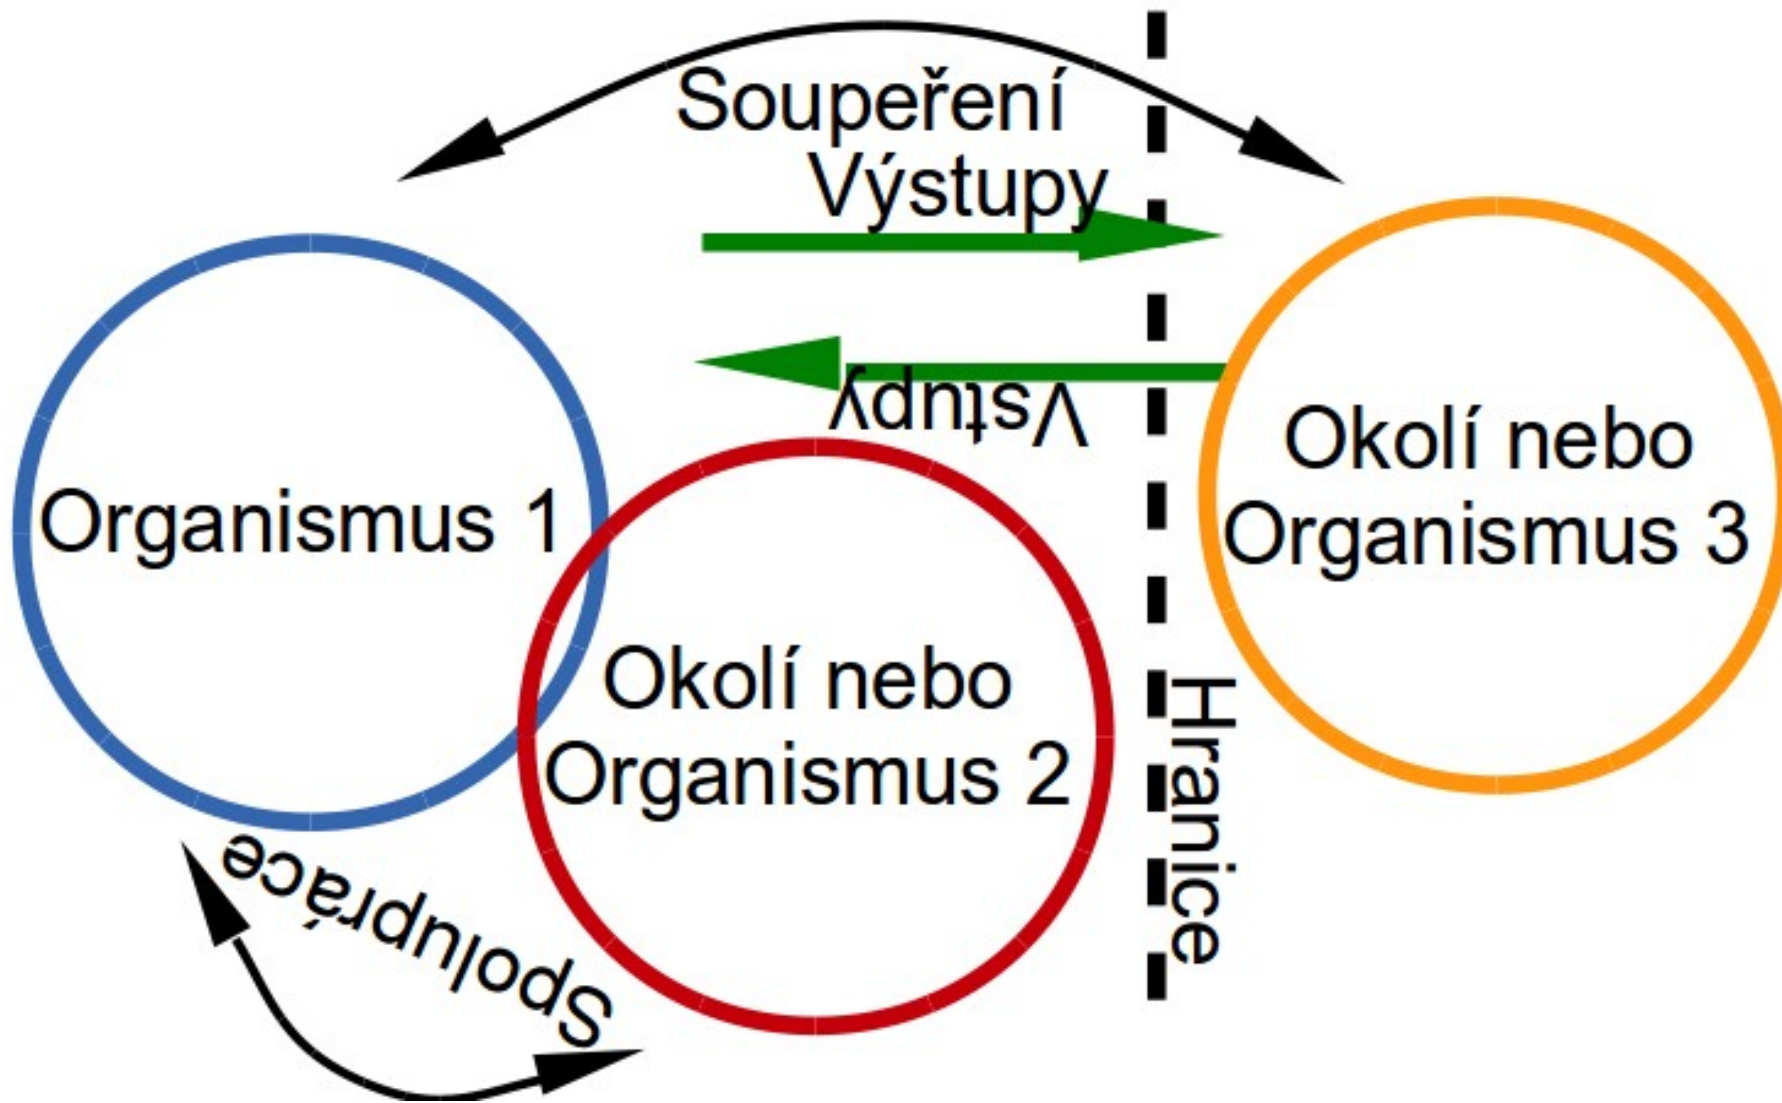 Soupeření
Výstupy
Vstupy
Organismus 1
Okolí nebo
Organismus 3
Okolí nebo
Organismus 2
Hranice
Spolupráce